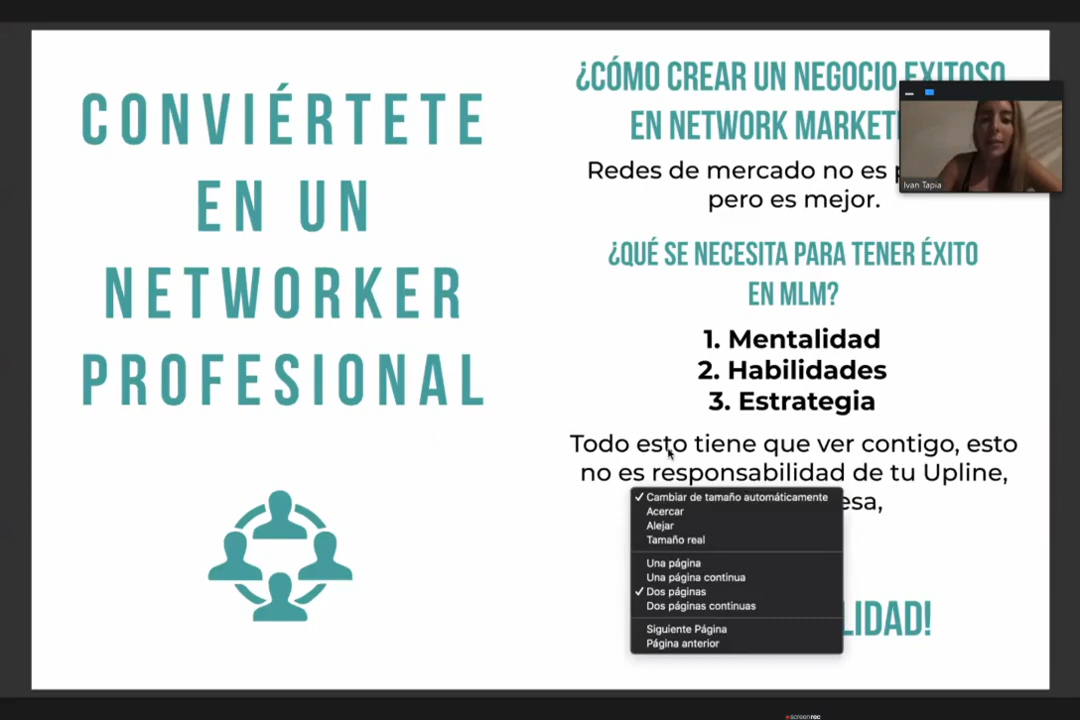 CONVIÉRTETE
EN UN
NETWORKER
PROFESIONAL
¿CÓMO CREAR UN NEGOCIO EXITOSO
EN NETWORK MARKET
Redes de mercado no es
pero es mejor.
¿QUÉ SE NECESITA PARA TENER ÉXITO
EN MLM?
1. Mentalidad
2. Habilidades
3. Estrategia
Todo esto tiene que ver contigo, esto
no es responsabilidad de tu Upline,
esa,
LIDAD!
Ivan Tapia
✓ Cambiar de tamaño automáticamente
Acercar
Alejar
Tamaño real
Una página
Una página continua
✓ Dos páginas
Dos páginas continuas
Siguiente Página
Página anterior
screenrec